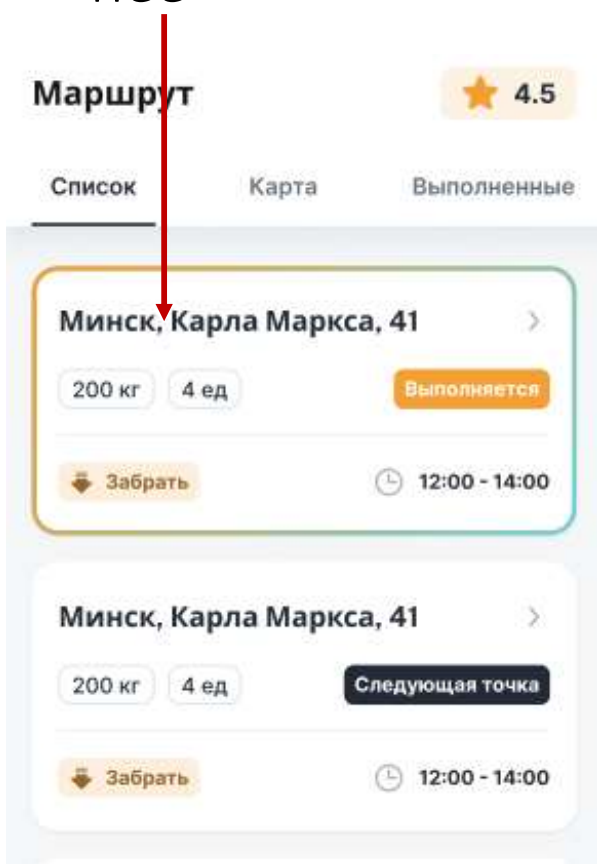 Маршрут
4.5
Список Карта Выполненные
Минск, Карла Маркса, 41
200 кг 4 ед Выполняется
Забрать 12:00 - 14:00
Минск, Карла Маркса, 41
200 кг 4 ед Следующая точка
Забрать 12:00 - 14:00